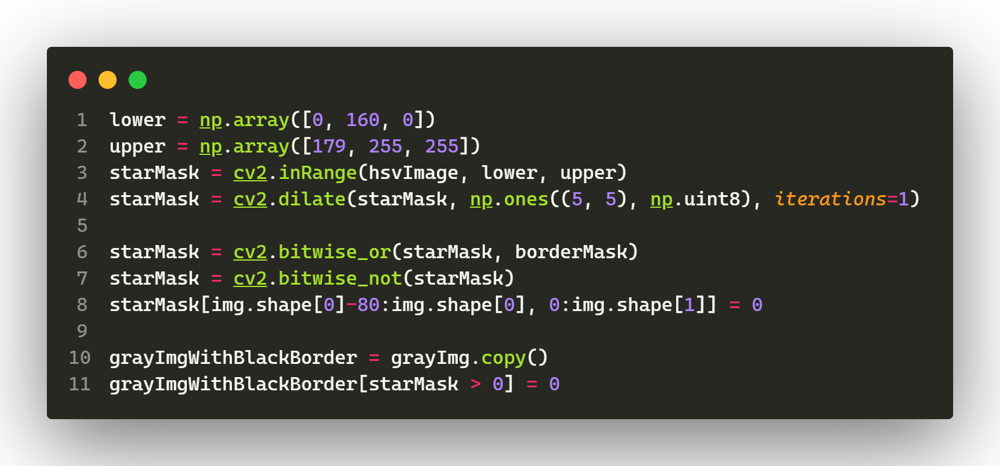 1 lower = np.array([0, 160, 0])
2 upper = np.array([179, 255, 255])
3 starMask = cv2.inRange(hsvImage, lower, upper)
4 starMask = cv2.dilate(starMask, np.ones((5, 5), np.uint8), iterations=1)
5
6 starMask = cv2.bitwise_or(starMask, borderMask)
7 starMask = cv2.bitwise_not(starMask)
8 starMask[img.shape[0]-80:img.shape[0], 0:img.shape[1]] = 0
9
10 grayImgWithBlackBorder = grayImg.copy()
11 grayImgWithBlackBorder[starMask > 0] = 0